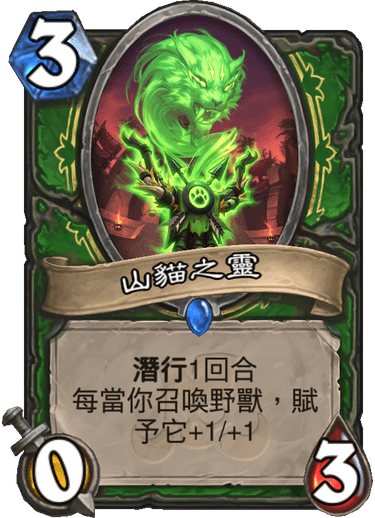 3
山貓之靈
潛行1回合
每當你召喚野獸，賦
予它+1/+1
0
3